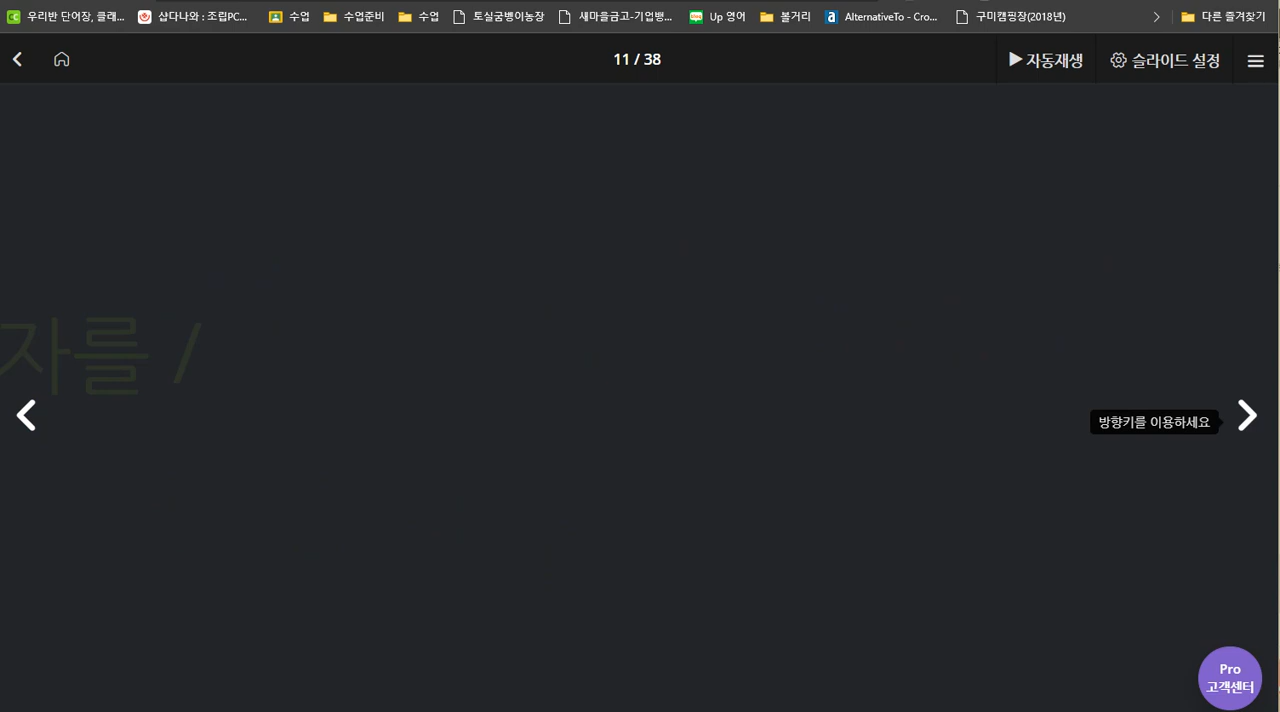 우리반 단어장, 클래... 샵다나와 : 조립PC... 수업 수업준비 수업 토실굼벵이농장 새마을금고-기업뱅... Up 영어 볼거리 AlternativeTo - Cro... 구미캠핑장(2018년) 다른 즐겨찾기
11 / 38 자동재생 슬라이드 설정
자를 /
방향키를 이용하세요
Pro
고객센터